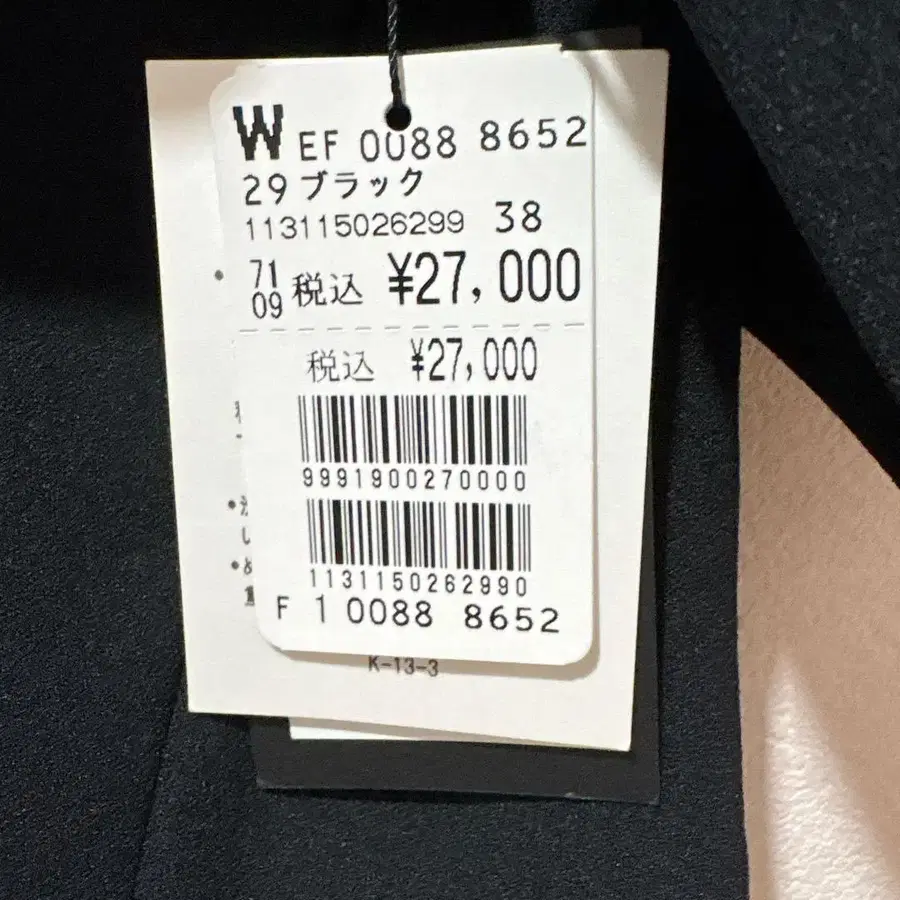 W EF 0088 8652
29 ブラック
113115026299 38
71
09 税込 ¥27,000
税込 ¥27,000
9991900270000
1131150262990
F 1 0088 8652
K-13-3